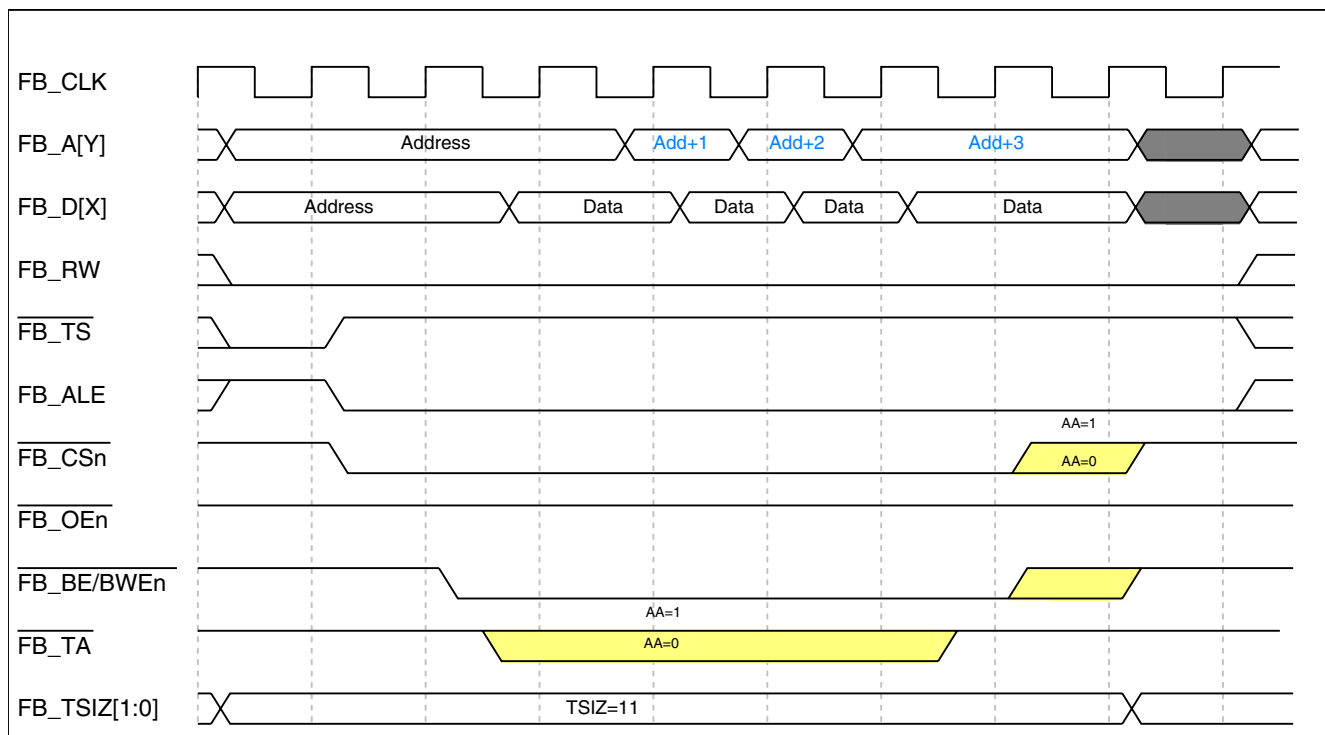 FB_CLK
FB_A[Y] Address Add+1 Add+2 Add+3
FB_D[X] Address Data Data Data Data
FB_RW
FB_TS
FB_ALE
AA=1
FB_CSn AA=0
FB_OEn
FB_BE/BWEn
AA=1
FB_TA AA=0
FB_TSIZ[1:0] TSIZ=11